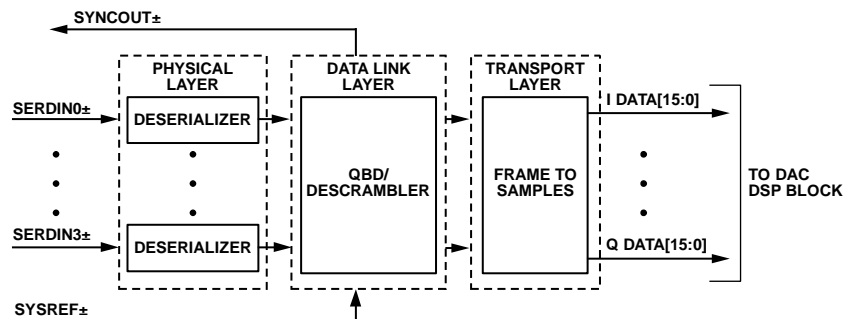 SYNCOUT±
PHYSICAL
LAYER
DATA LINK
LAYER
TRANSPORT
LAYER
SERDIN0±
DESERIALIZER
I DATA[15:0]
QBD/
DESCRAMBLER
FRAME TO
SAMPLES
TO DAC
DSP BLOCK
SERDIN3±
DESERIALIZER
Q DATA[15:0]
SYSREF±